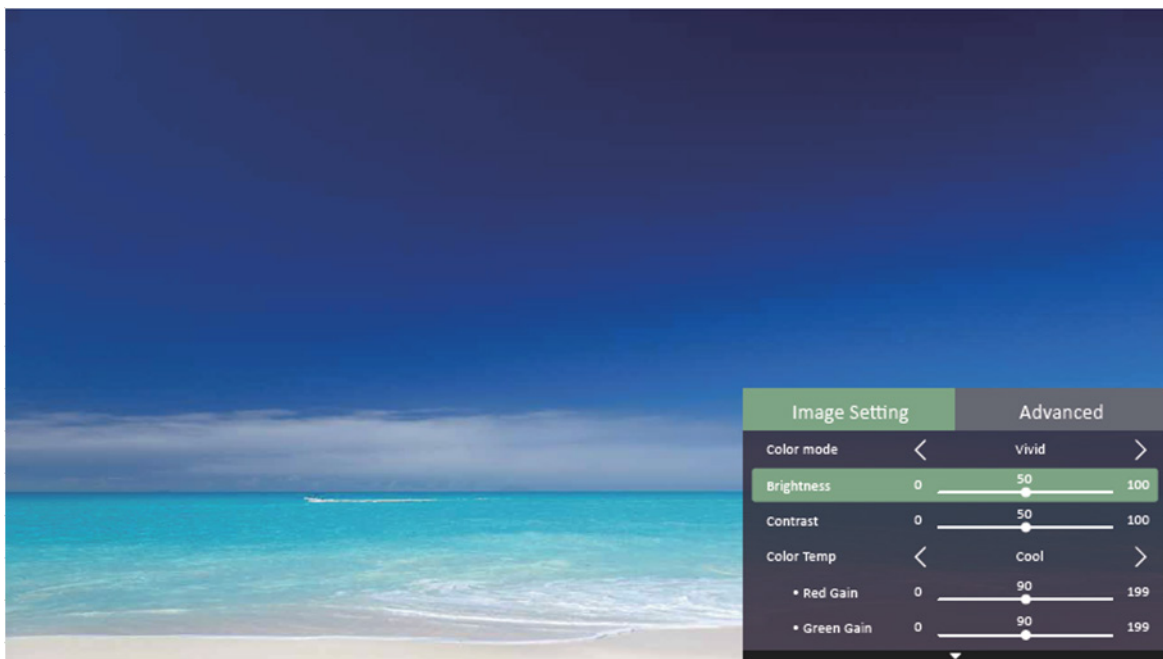 Image Setting Advanced
Color mode Vivid
Brightness 0 50 100
Contrast 0 50 100
Color Temp Cool
• Red Gain 0 90 199
• Green Gain 0 90 199